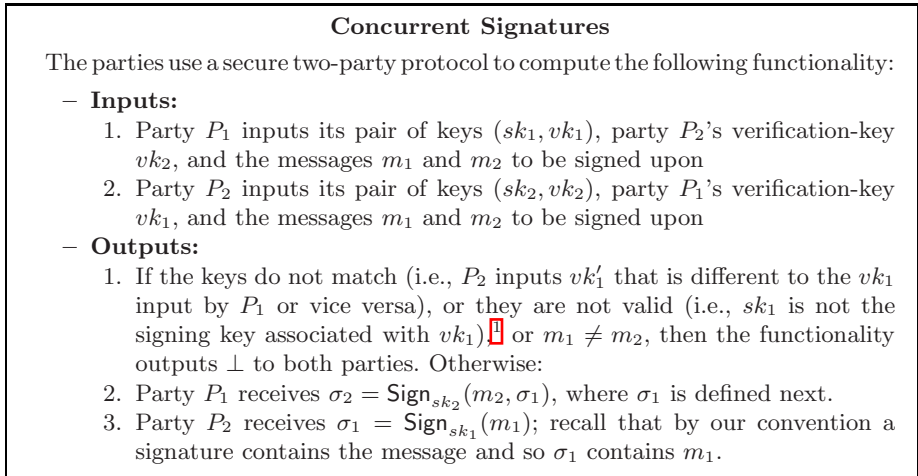 Concurrent Signatures
The parties use a secure two-party protocol to compute the following functionality:
– Inputs:
1. Party P₁ inputs its pair of keys (sk₁, vk₁), party P₂'s verification-key
vk₂, and the messages m₁ and m₂ to be signed upon
2. Party P₂ inputs its pair of keys (sk₂, vk₂), party P₁'s verification-key
vk₁, and the messages m₁ and m₂ to be signed upon
– Outputs:
1. If the keys do not match (i.e., P₂ inputs vk₁′ that is different to the vk₁
input by P₁ or vice versa), or they are not valid (i.e., sk₁ is not the
signing key associated with vk₁),¹ or m₁ ≠ m₂, then the functionality
outputs ⊥ to both parties. Otherwise:
2. Party P₁ receives σ₂ = Sign_{sk₂}(m₂, σ₁), where σ₁ is defined next.
3. Party P₂ receives σ₁ = Sign_{sk₁}(m₁); recall that by our convention a
signature contains the message and so σ₁ contains m₁.